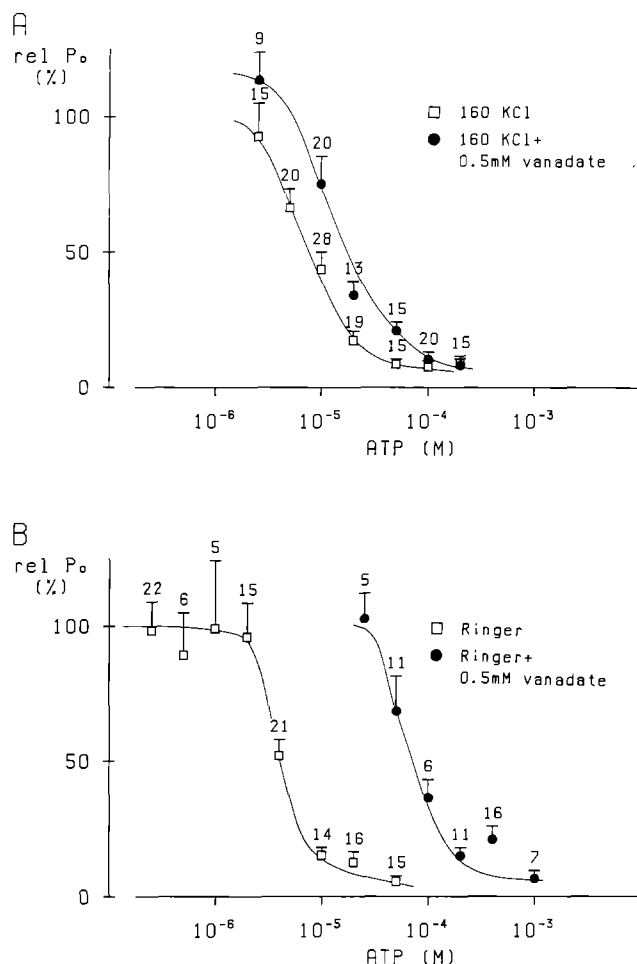 A
rel Pₒ
(%)
9
15
20
20
28
13
19
15
15
20
15
100
50
0
□ 160 KCl
● 160 KCl+
0.5mM vanadate
10⁻⁶ 10⁻⁵ 10⁻⁴ 10⁻³
ATP (M)
B
rel Pₒ
(%)
22
6
5
15
21
14
16
15
5
11
6
11
16
7
100
50
0
□ Ringer
● Ringer+
0.5mM vanadate
10⁻⁶ 10⁻⁵ 10⁻⁴ 10⁻³
ATP (M)